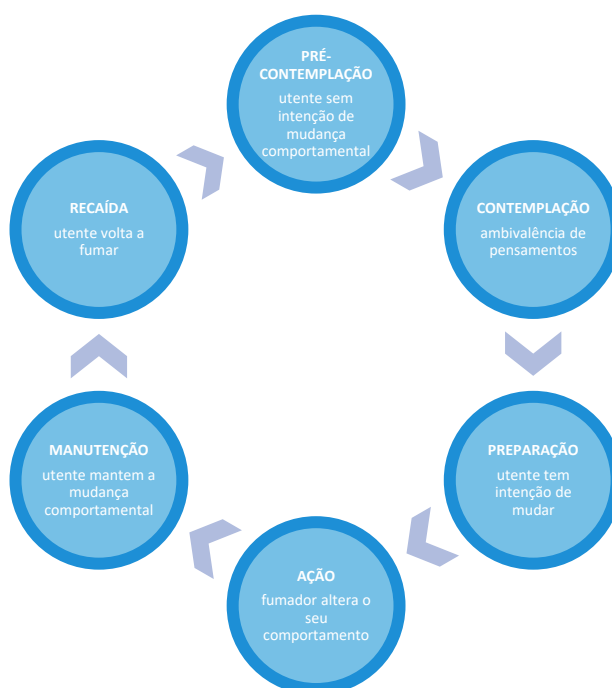 PRÉ-
CONTEMPLAÇÃO
utente sem
intenção de
mudança
comportamental
CONTEMPLAÇÃO
ambivalência de
pensamentos
PREPARAÇÃO
utente tem
intenção de
mudar
AÇÃO
fumador altera o
seu
comportamento
MANUTENÇÃO
utente mantem a
mudança
comportamental
RECAÍDA
utente volta a
fumar